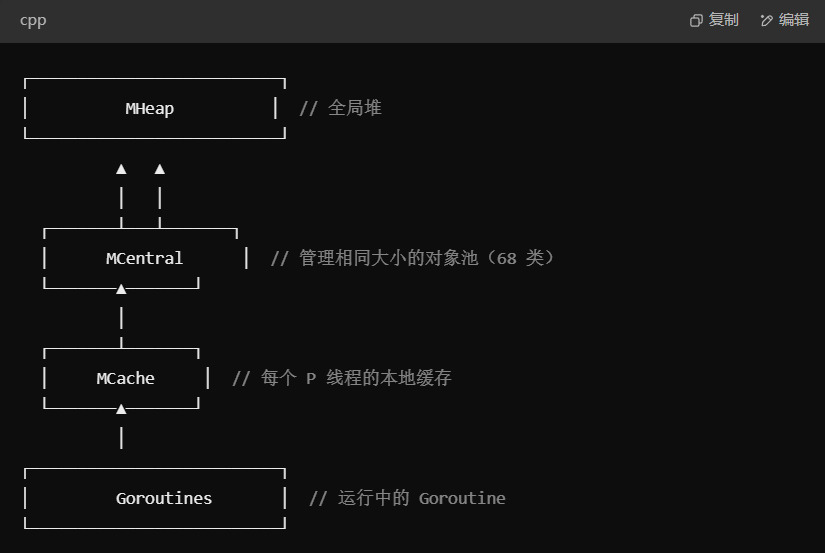 cpp 复制 编辑
MHeap // 全局堆
MCentral // 管理相同大小的对象池（68 类）
MCache // 每个 P 线程的本地缓存
Goroutines // 运行中的 Goroutine